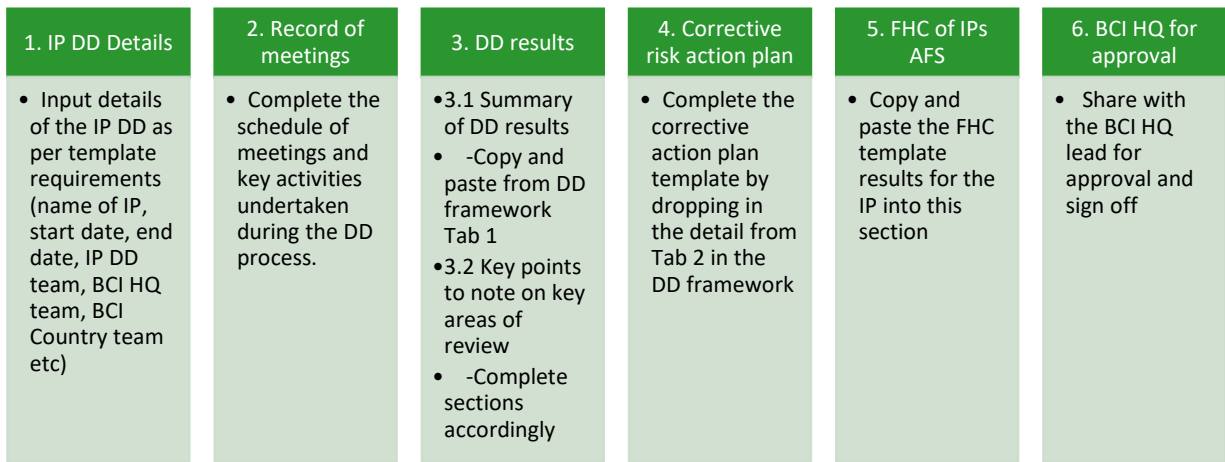 1. IP DD Details
• Input details
of the IP DD as
per template
requirements
(name of IP,
start date, end
date, IP DD
team, BCI HQ
team, BCI
Country team
etc)
2. Record of
meetings
• Complete the
schedule of
meetings and
key activities
undertaken
during the DD
process.
3. DD results
•3.1 Summary
of DD results
• -Copy and
paste from DD
framework
Tab 1
•3.2 Key points
to note on key
areas of
review
• -Complete
sections
accordingly
4. Corrective
risk action plan
• Complete the
corrective
action plan
template by
dropping in
the detail from
Tab 2 in the
DD framework
5. FHC of IPs
AFS
• Copy and
paste the FHC
template
results for the
IP into this
section
6. BCI HQ for
approval
• Share with
the BCI HQ
lead for
approval and
sign off